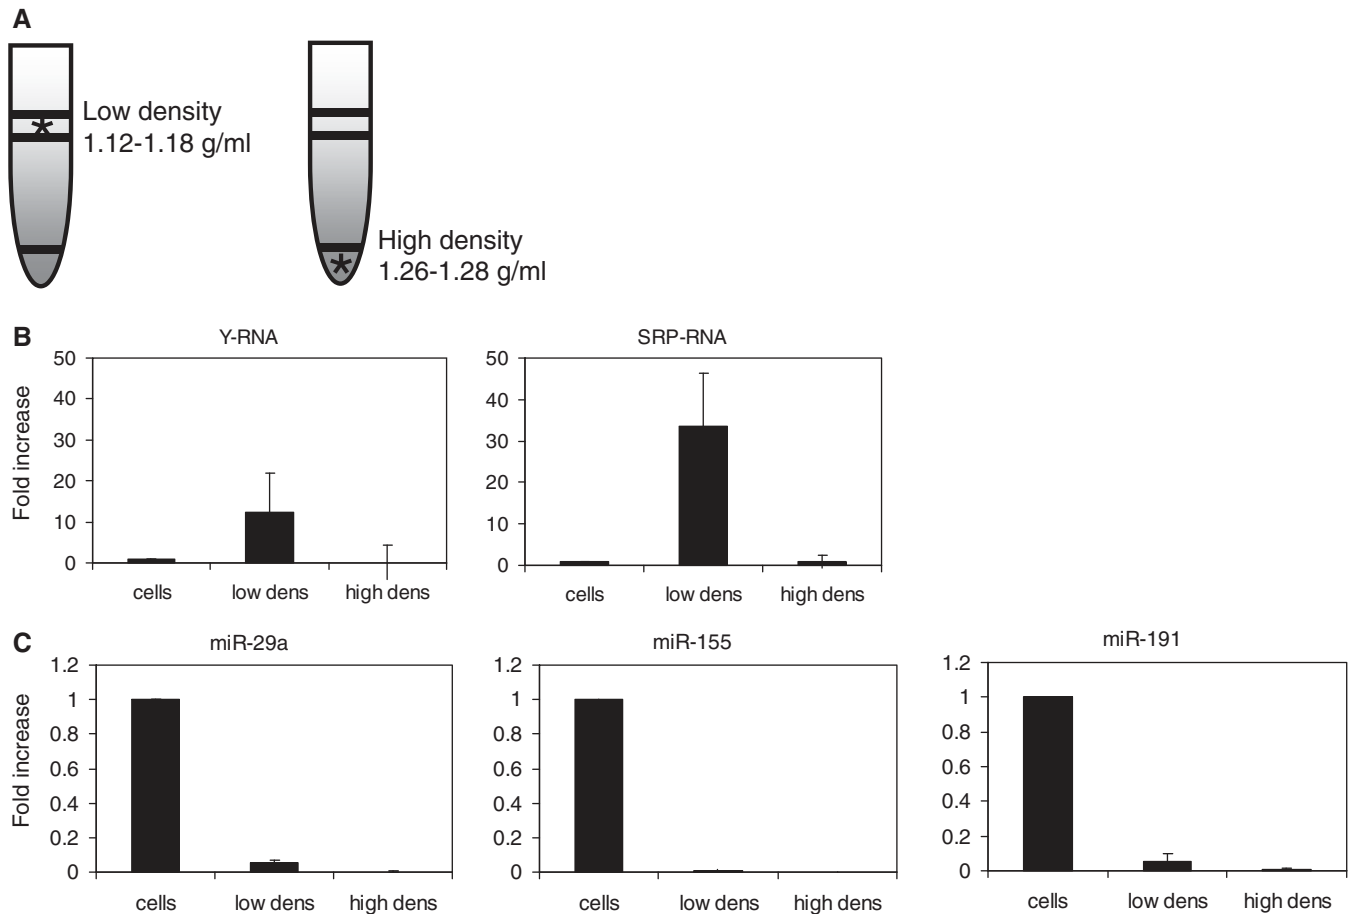 A
Low density
1.12-1.18 g/ml
*
High density
1.26-1.28 g/ml
*
B
Y-RNA
SRP-RNA
Fold increase
50
40
30
20
10
0
cells low dens high dens
50
40
30
20
10
0
cells low dens high dens
C
miR-29a
miR-155
miR-191
Fold increase
1.2
1
0.8
0.6
0.4
0.2
0
cells low dens high dens
1.2
1
0.8
0.6
0.4
0.2
0
cells low dens high dens
1.2
1
0.8
0.6
0.4
0.2
0
cells low dens high dens